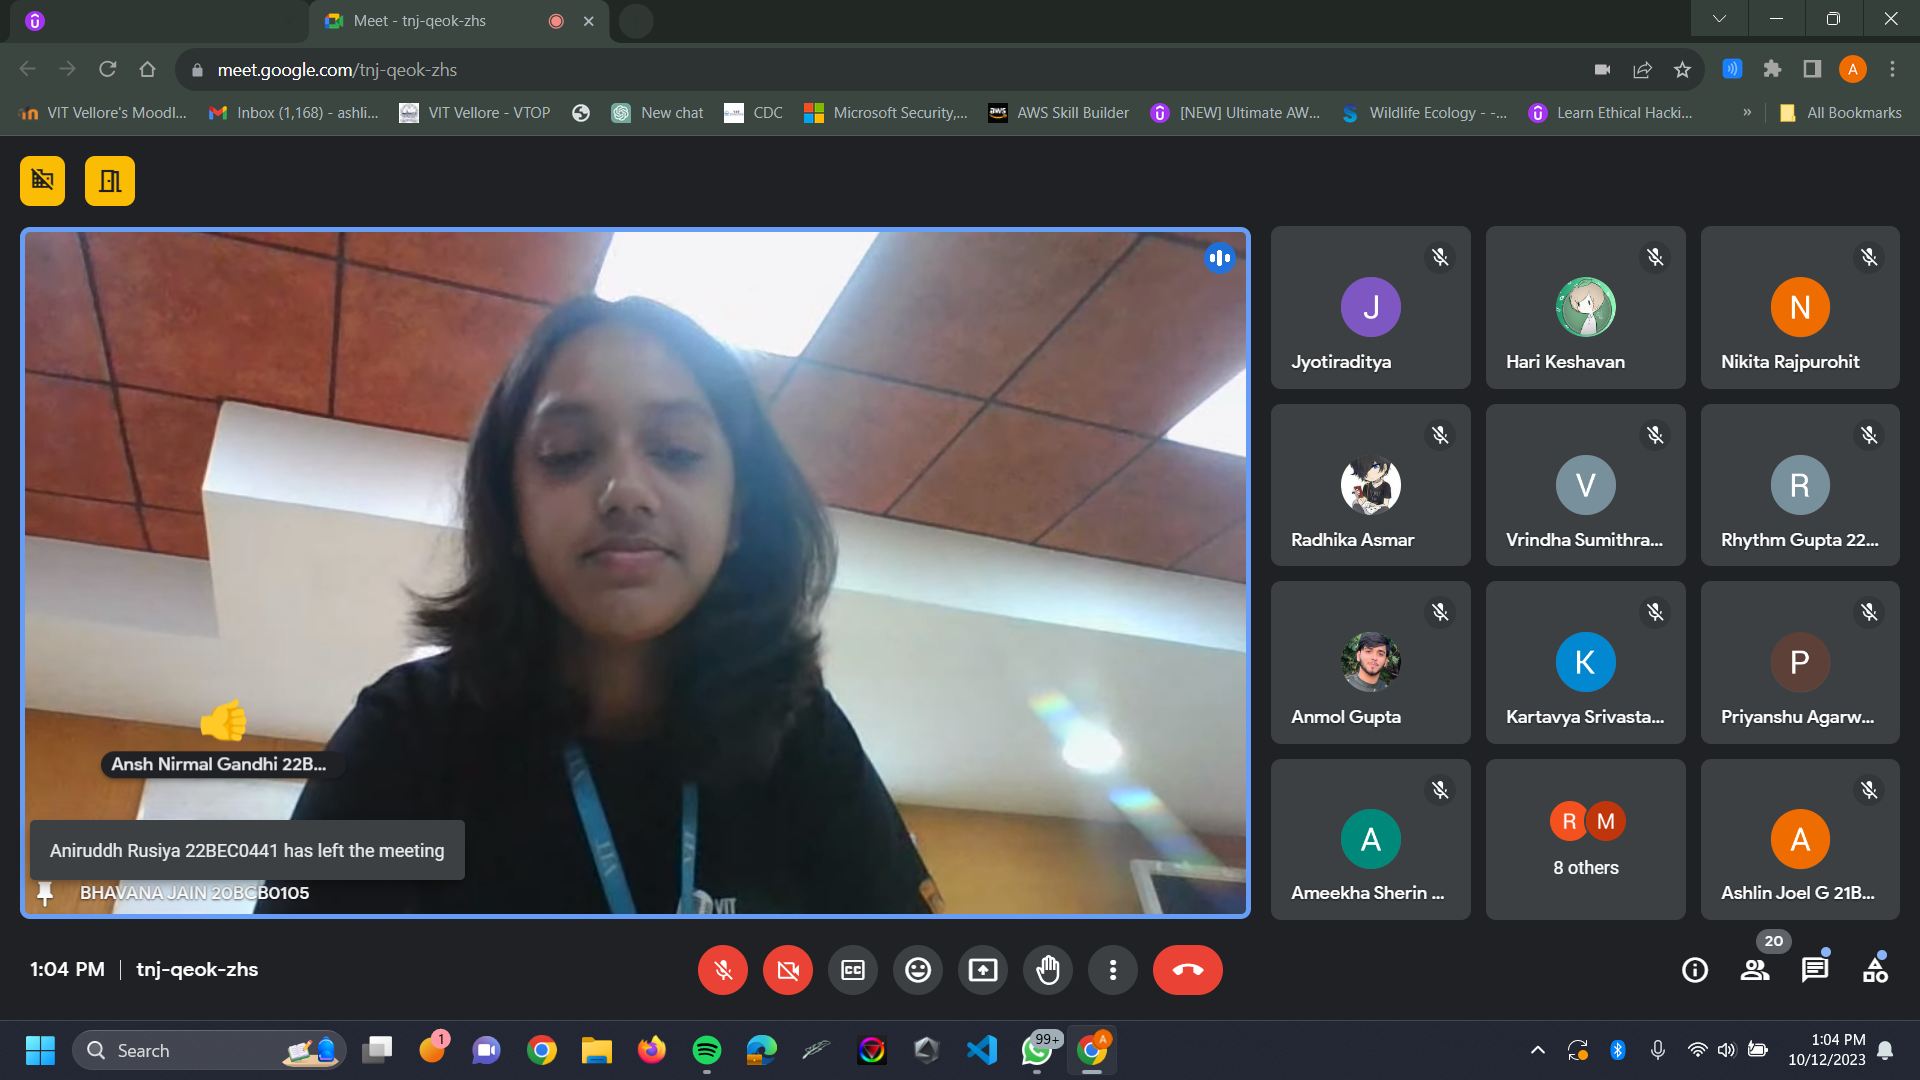 Meet - tnj-qeok-zhs
meet.google.com/tnj-qeok-zhs
A
VIT Vellore's Moodl...
Inbox (1,168) - ashli...
VIT Vellore - VTOP
New chat
CDC
Microsoft Security,...
aws
AWS Skill Builder
[NEW] Ultimate AW...
Wildlife Ecology - -...
Learn Ethical Hacki...
»
All Bookmarks
J
Jyotiraditya
Hari Keshavan
N
Nikita Rajpurohit
Radhika Asmar
V
Vrindha Sumithra...
R
Rhythm Gupta 22...
Anmol Gupta
K
Kartavya Srivasta...
P
Priyanshu Agarw...
A
Ameekha Sherin ...
R M
8 others
A
Ashlin Joel G 21B...
Ansh Nirmal Gandhi 22B...
Aniruddh Rusiya 22BEC0441 has left the meeting
BHAVANA JAIN 20BCB0105
VIT
VIT
1:04 PM | tnj-qeok-zhs
CC
20
Search
1
99+
A
1:04 PM
10/12/2023